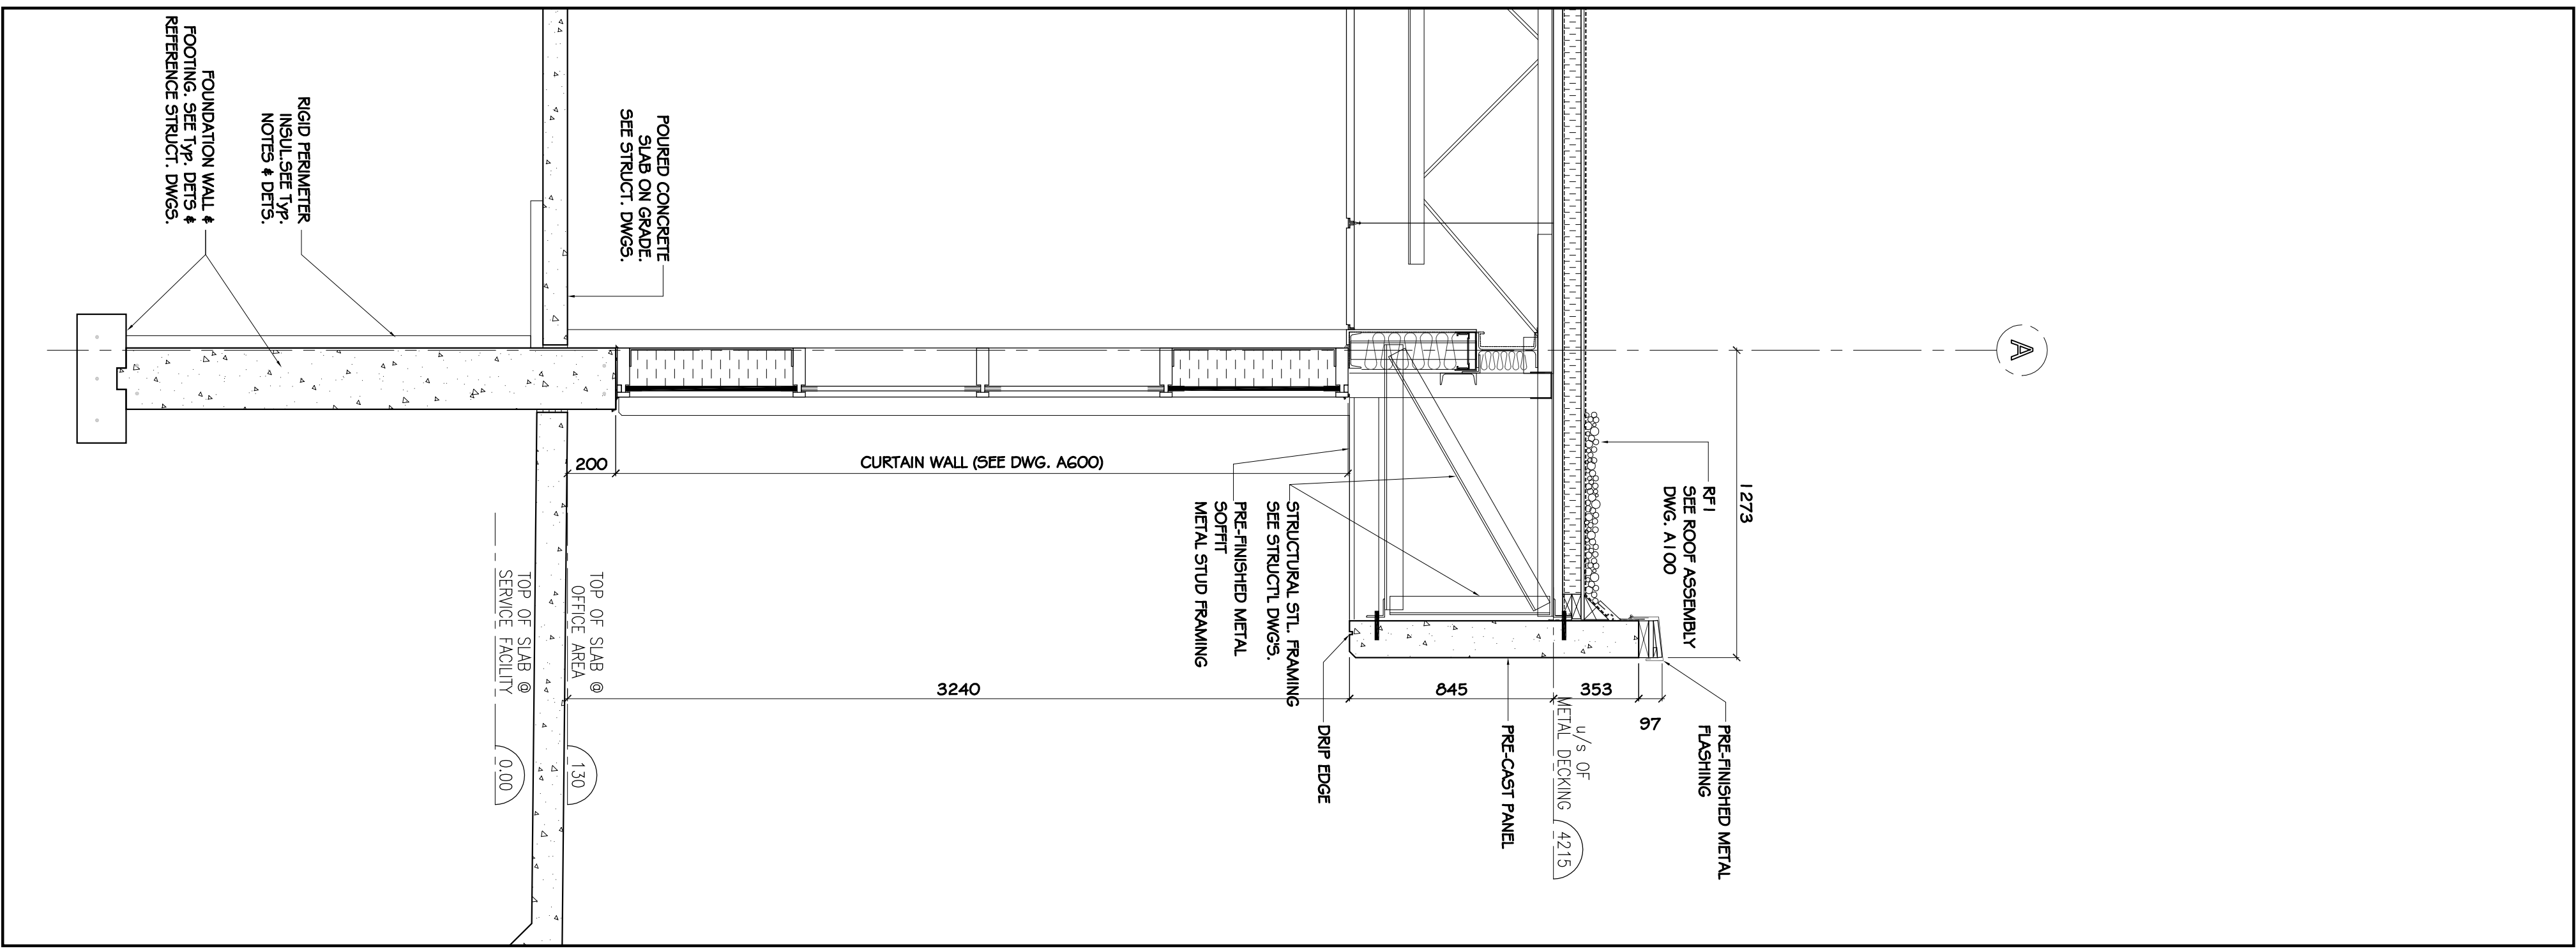 A
1273
RF1
SEE ROOF ASSEMBLY
DWG. A100
PRE-FINISHED METAL
FLASHING
97
353
845
3240
u/s OF
METAL DECKING
4215
PRE-CAST PANEL
DRIP EDGE
STRUCTURAL STL. FRAMING
SEE STRUCT'L DWGS.
PRE-FINISHED METAL
SOFFIT
METAL STUD FRAMING
CURTAIN WALL (SEE DWG. A600)
200
POURED CONCRETE
SLAB ON GRADE.
SEE STRUCT. DWGS.
TOP OF SLAB @
OFFICE AREA
130
TOP OF SLAB @
SERVICE FACILITY
0.00
RIGID PERIMETER
INSUL.SEE TYP.
NOTES & DETS.
FOUNDATION WALL &
FOOTING. SEE TYP. DETS &
REFERENCE STRUCT. DWGS.